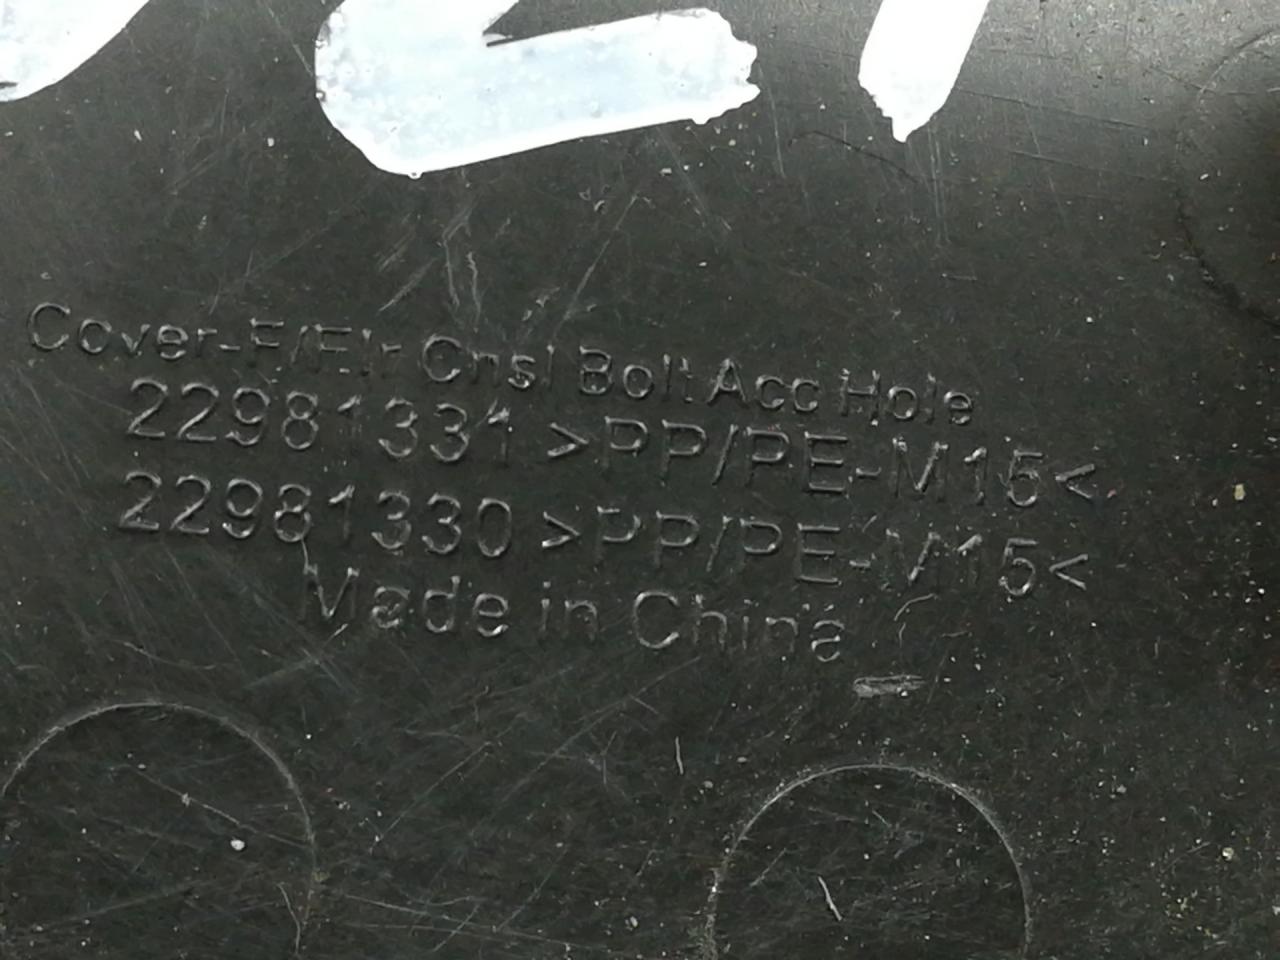 Cover-F/Flr Cnsl Bolt Acc Hole
22981331 >PP/PE-M15<
22981330 >PP/PE-M15<
Made in China